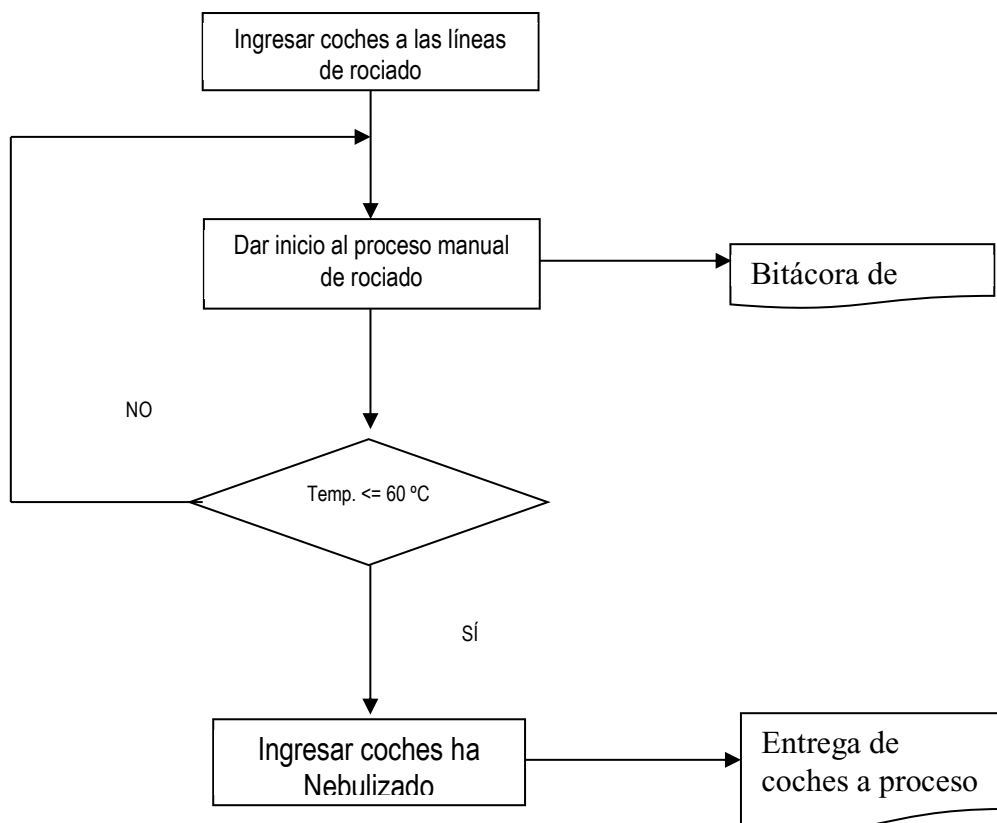 Ingresar coches a las líneas
de rociado
Dar inicio al proceso manual
de rociado
Bitácora de
NO
Temp. <= 60 ºC
SÍ
Ingresar coches ha
Nebulizado
Entrega de
coches a proceso